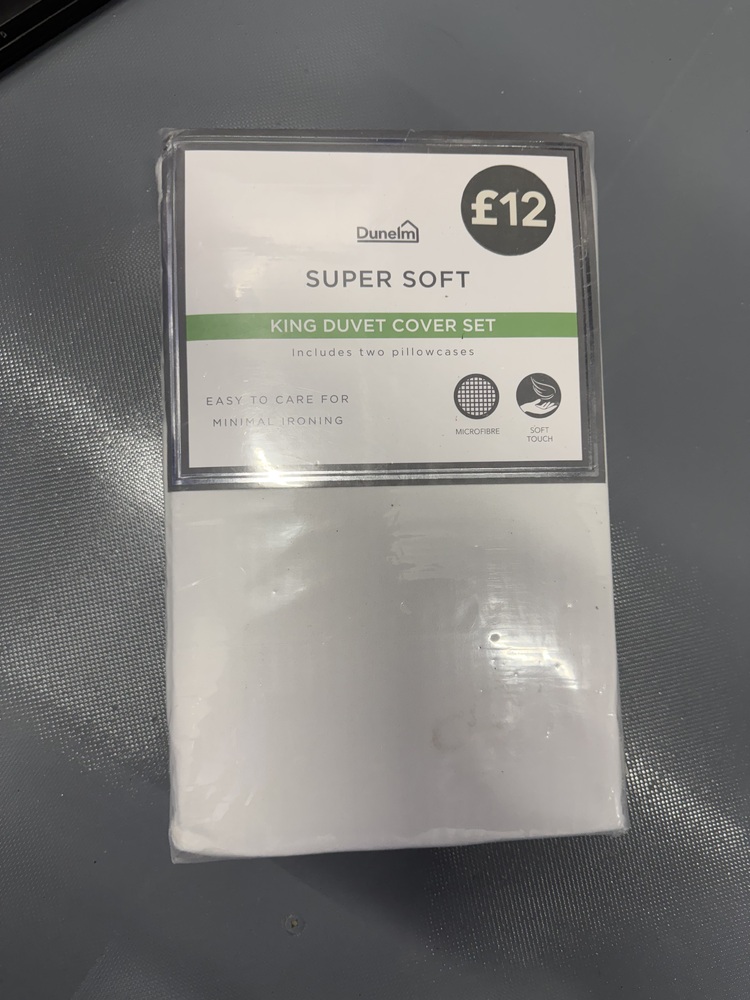 £12
Dunelm
SUPER SOFT
KING DUVET COVER SET
Includes two pillowcases
EASY TO CARE FOR
MINIMAL IRONING
MICROFIBRE
SOFT
TOUCH